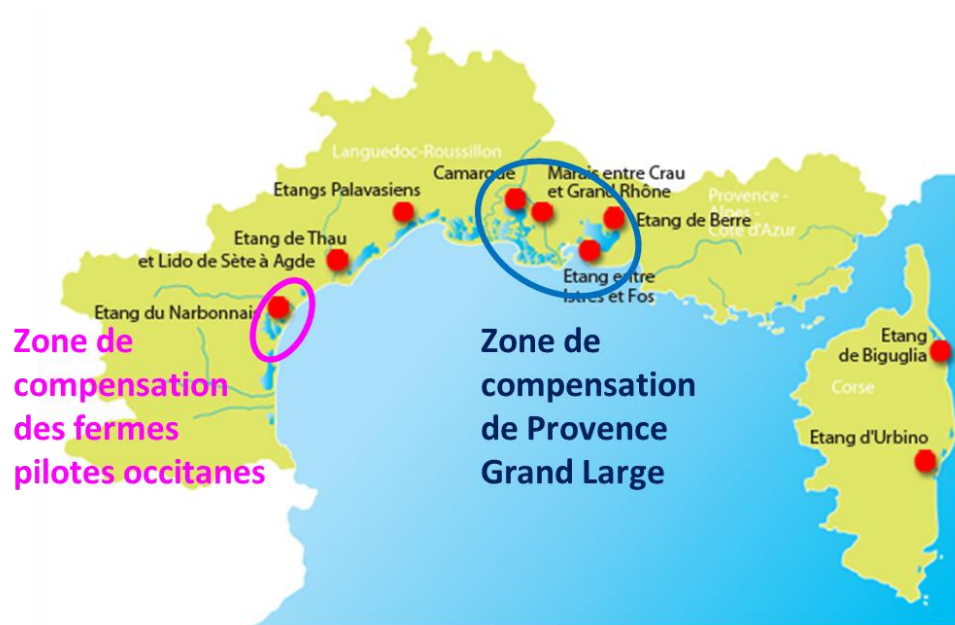 Languedoc-Roussillon
Camargue
Marais entre Crau
et Grand Rhône
Etangs Palavasiens
Provence -
Alpes -
Côte d'Azur
Etang de Berre
Etang de Thau
et Lido de Sète à Agde
Etang entre
Istres et Fos
Etang du Narbonnais
Zone de
compensation
des fermes
pilotes occitanes
Zone de
compensation
de Provence
Grand Large
Etang
de Biguglia
Corse
Etang d'Urbino